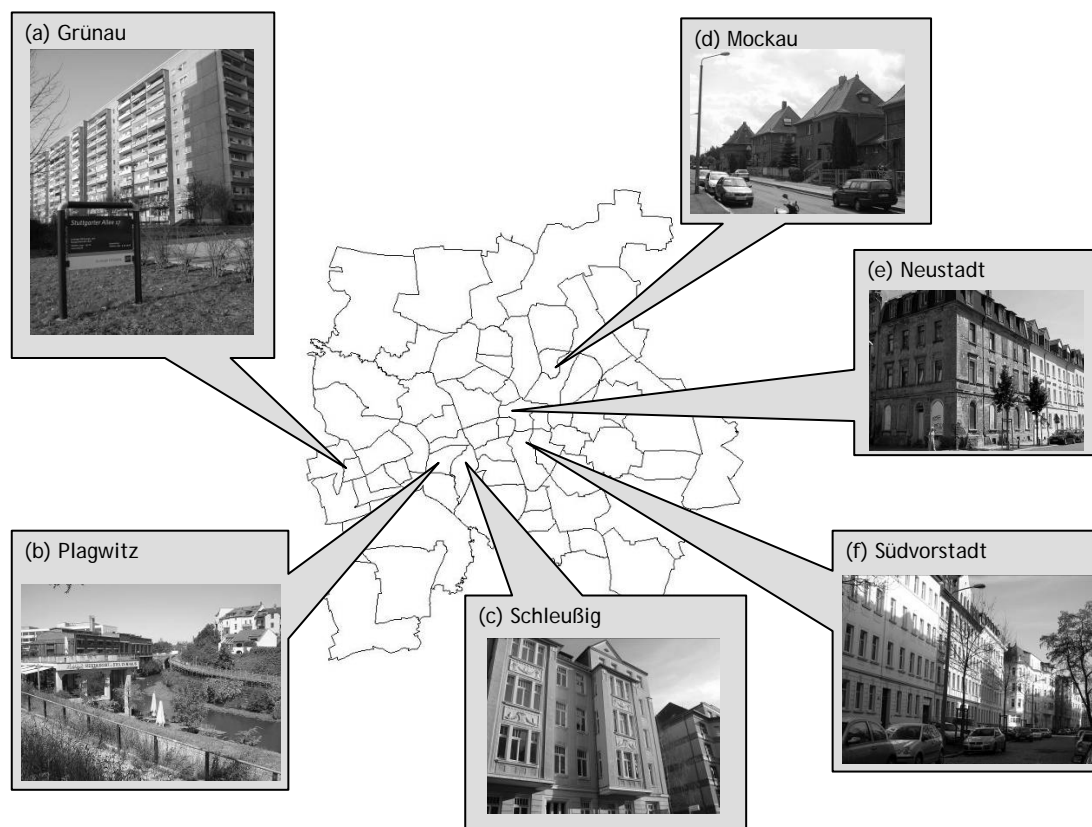 (a) Grünau
Stuttgarter Allee
(d) Mockau
(e) Neustadt
(b) Plagwitz
(c) Schleußig
(f) Südvorstadt